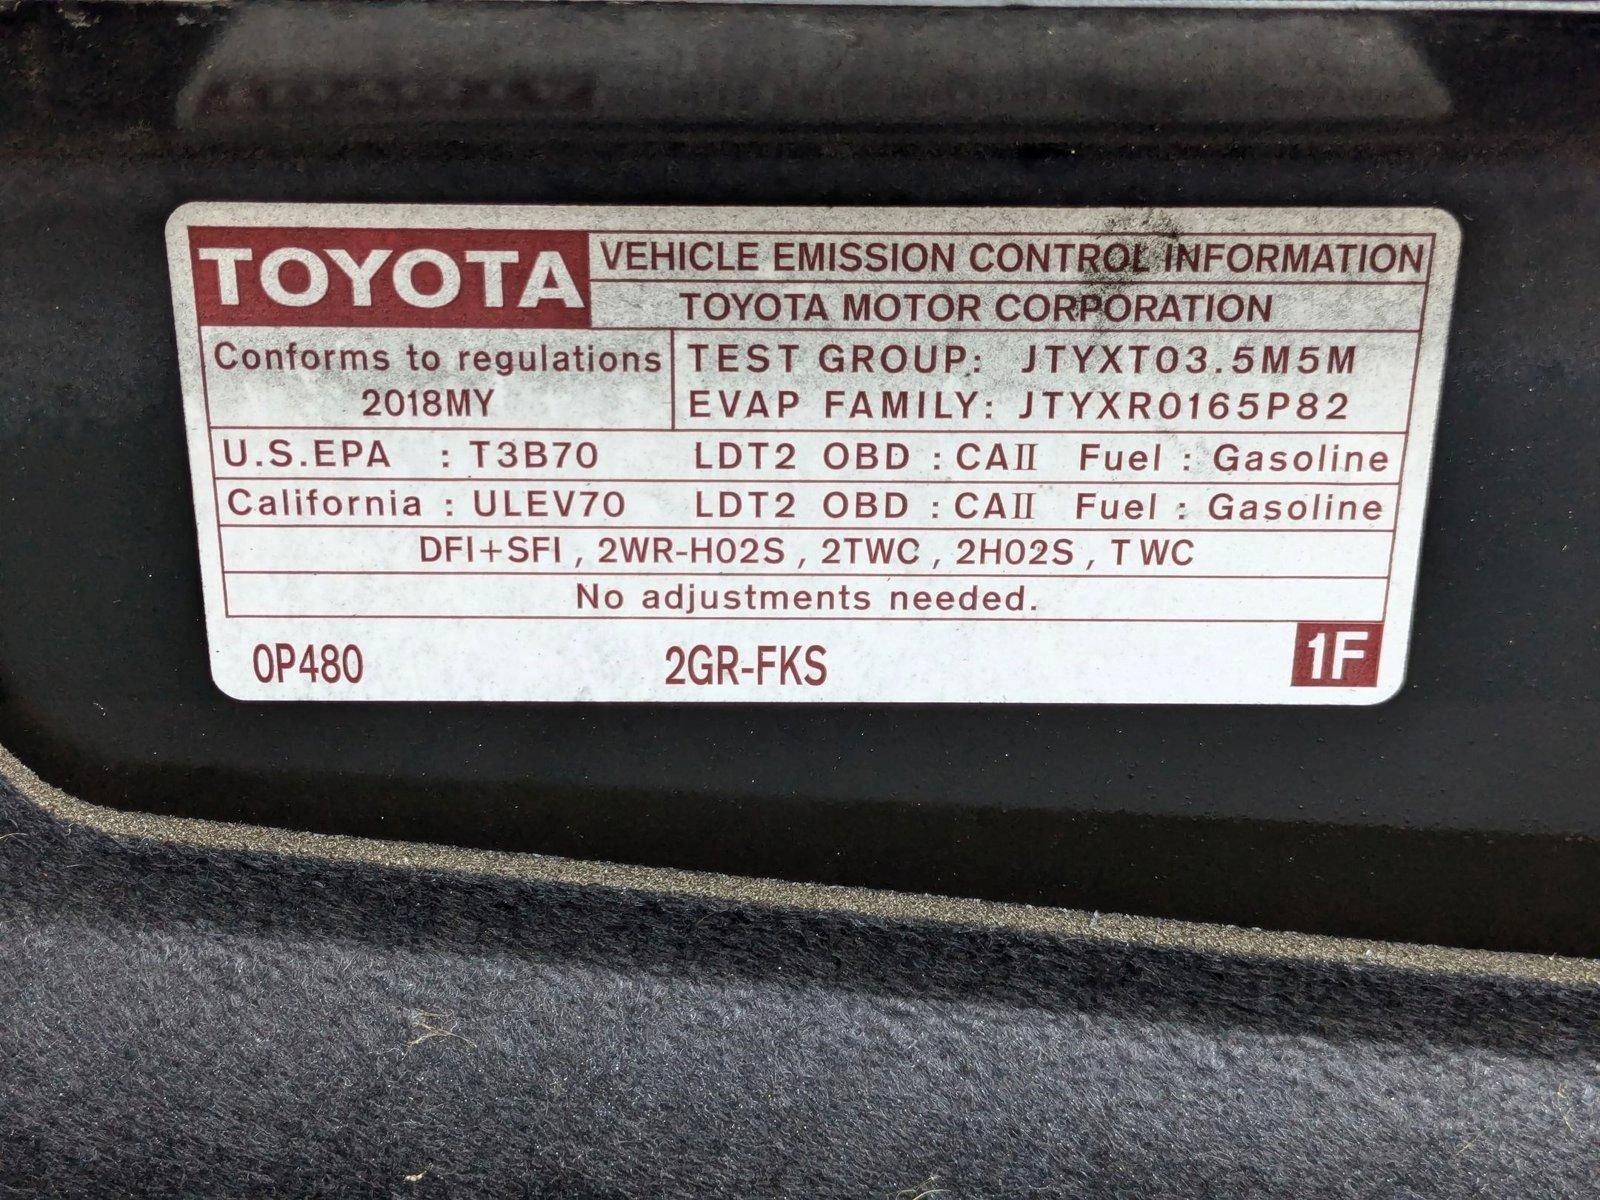 TOYOTA VEHICLE EMISSION CONTROL INFORMATION
TOYOTA MOTOR CORPORATION
Conforms to regulations
2018MY
TEST GROUP: JTYXT03.5M5M
EVAP FAMILY: JTYXR0165P82
U.S.EPA : T3B70 LDT2 OBD : CAII Fuel : Gasoline
California : ULEV70 LDT2 OBD : CAII Fuel : Gasoline
DFI+SFI , 2WR-HO2S , 2TWC , 2HO2S , TWC
No adjustments needed.
0P480 2GR-FKS 1F